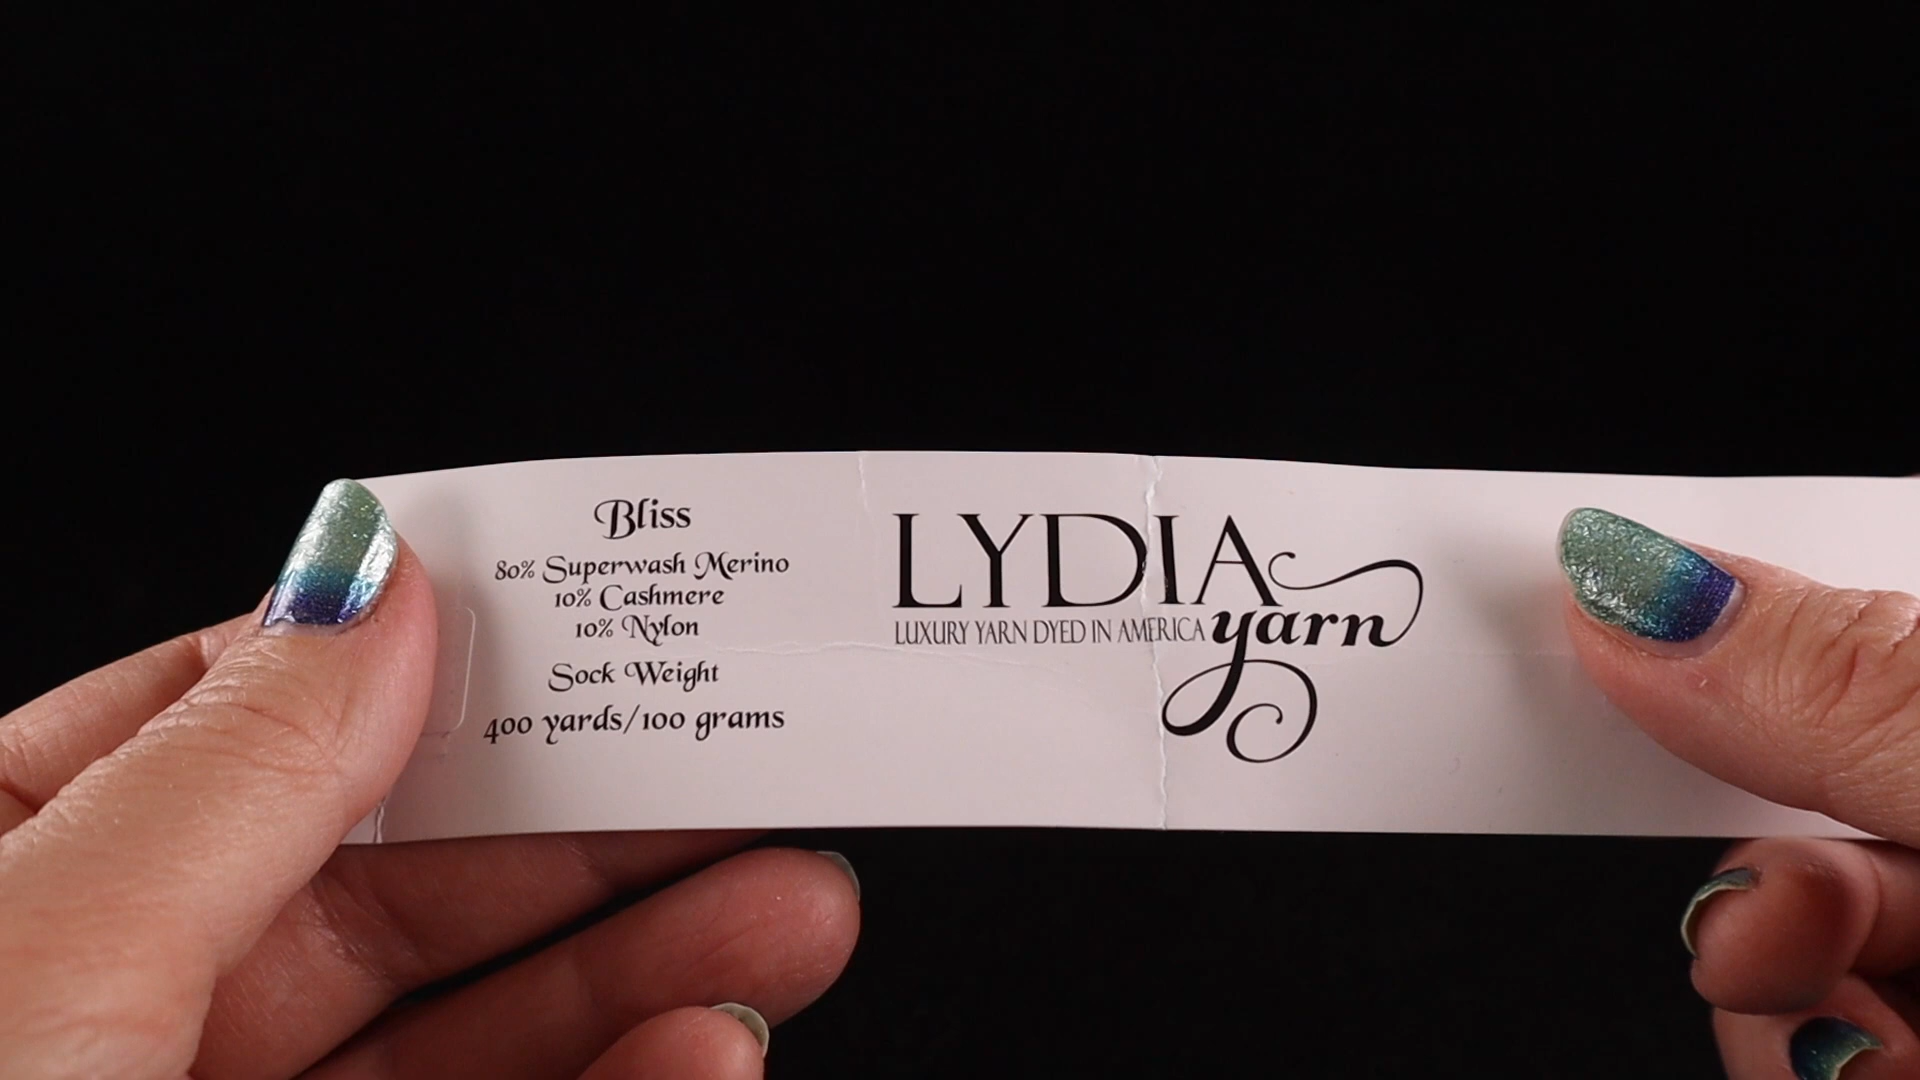 Bliss
80% Superwash Merino
10% Cashmere
10% Nylon
Sock Weight
400 yards/100 grams
LYDIA
LUXURY YARN DYED IN AMERICA yarn